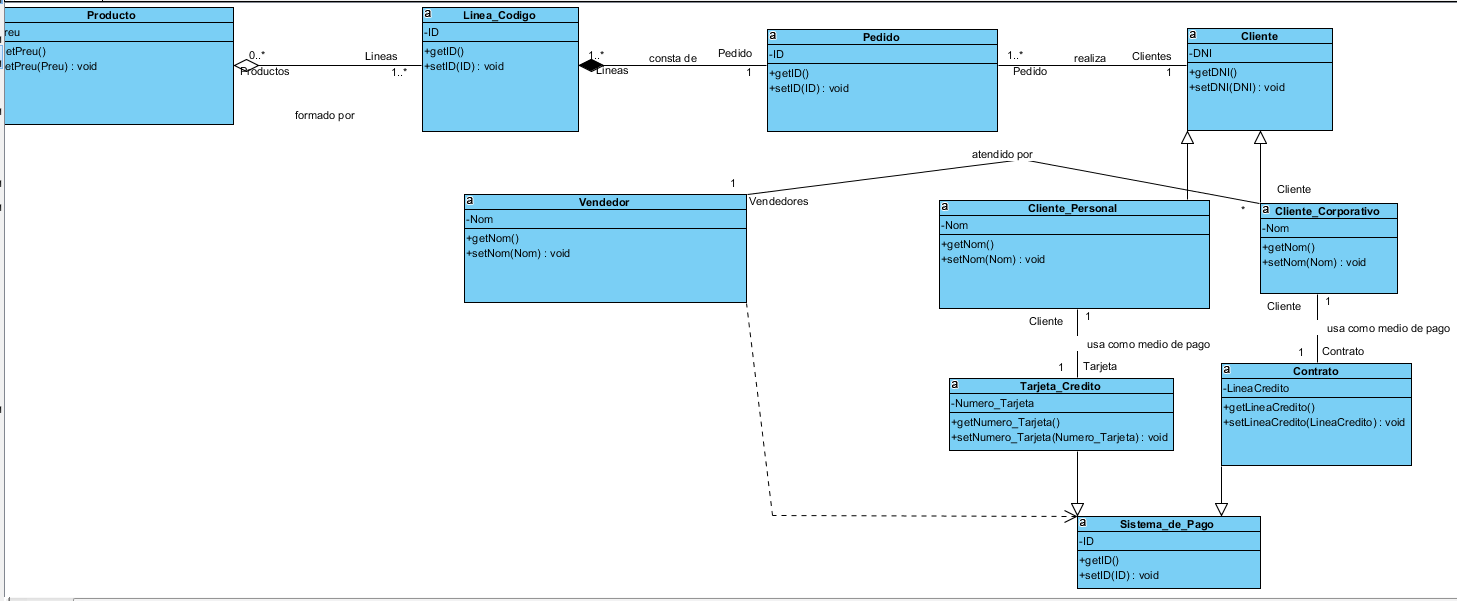 Producto
reu
etPreu()
etPreu(Preu) : void
0..*
Productos
Lineas
1..*
formado por
a
Linea_Codigo
-ID
+getID()
+setID(ID) : void
1..*
Lineas
consta de
Pedido
1
a
Pedido
-ID
+getID()
+setID(ID) : void
1..*
Pedido
realiza
Clientes
1
a
Cliente
-DNI
+getDNI()
+setDNI(DNI) : void
atendido por
1
Vendedores
Cliente
*
a
Vendedor
-Nom
+getNom()
+setNom(Nom) : void
a
Cliente_Personal
-Nom
+getNom()
+setNom(Nom) : void
a
Cliente_Corporativo
-Nom
+getNom()
+setNom(Nom) : void
Cliente
1
usa como medio de pago
1
Tarjeta
Cliente
1
usa como medio de pago
1
Contrato
a
Tarjeta_Credito
-Numero_Tarjeta
+getNumero_Tarjeta()
+setNumero_Tarjeta(Numero_Tarjeta) : void
a
Contrato
-LineaCredito
+getLineaCredito()
+setLineaCredito(LineaCredito) : void
a
Sistema_de_Pago
-ID
+getID()
+setID(ID) : void